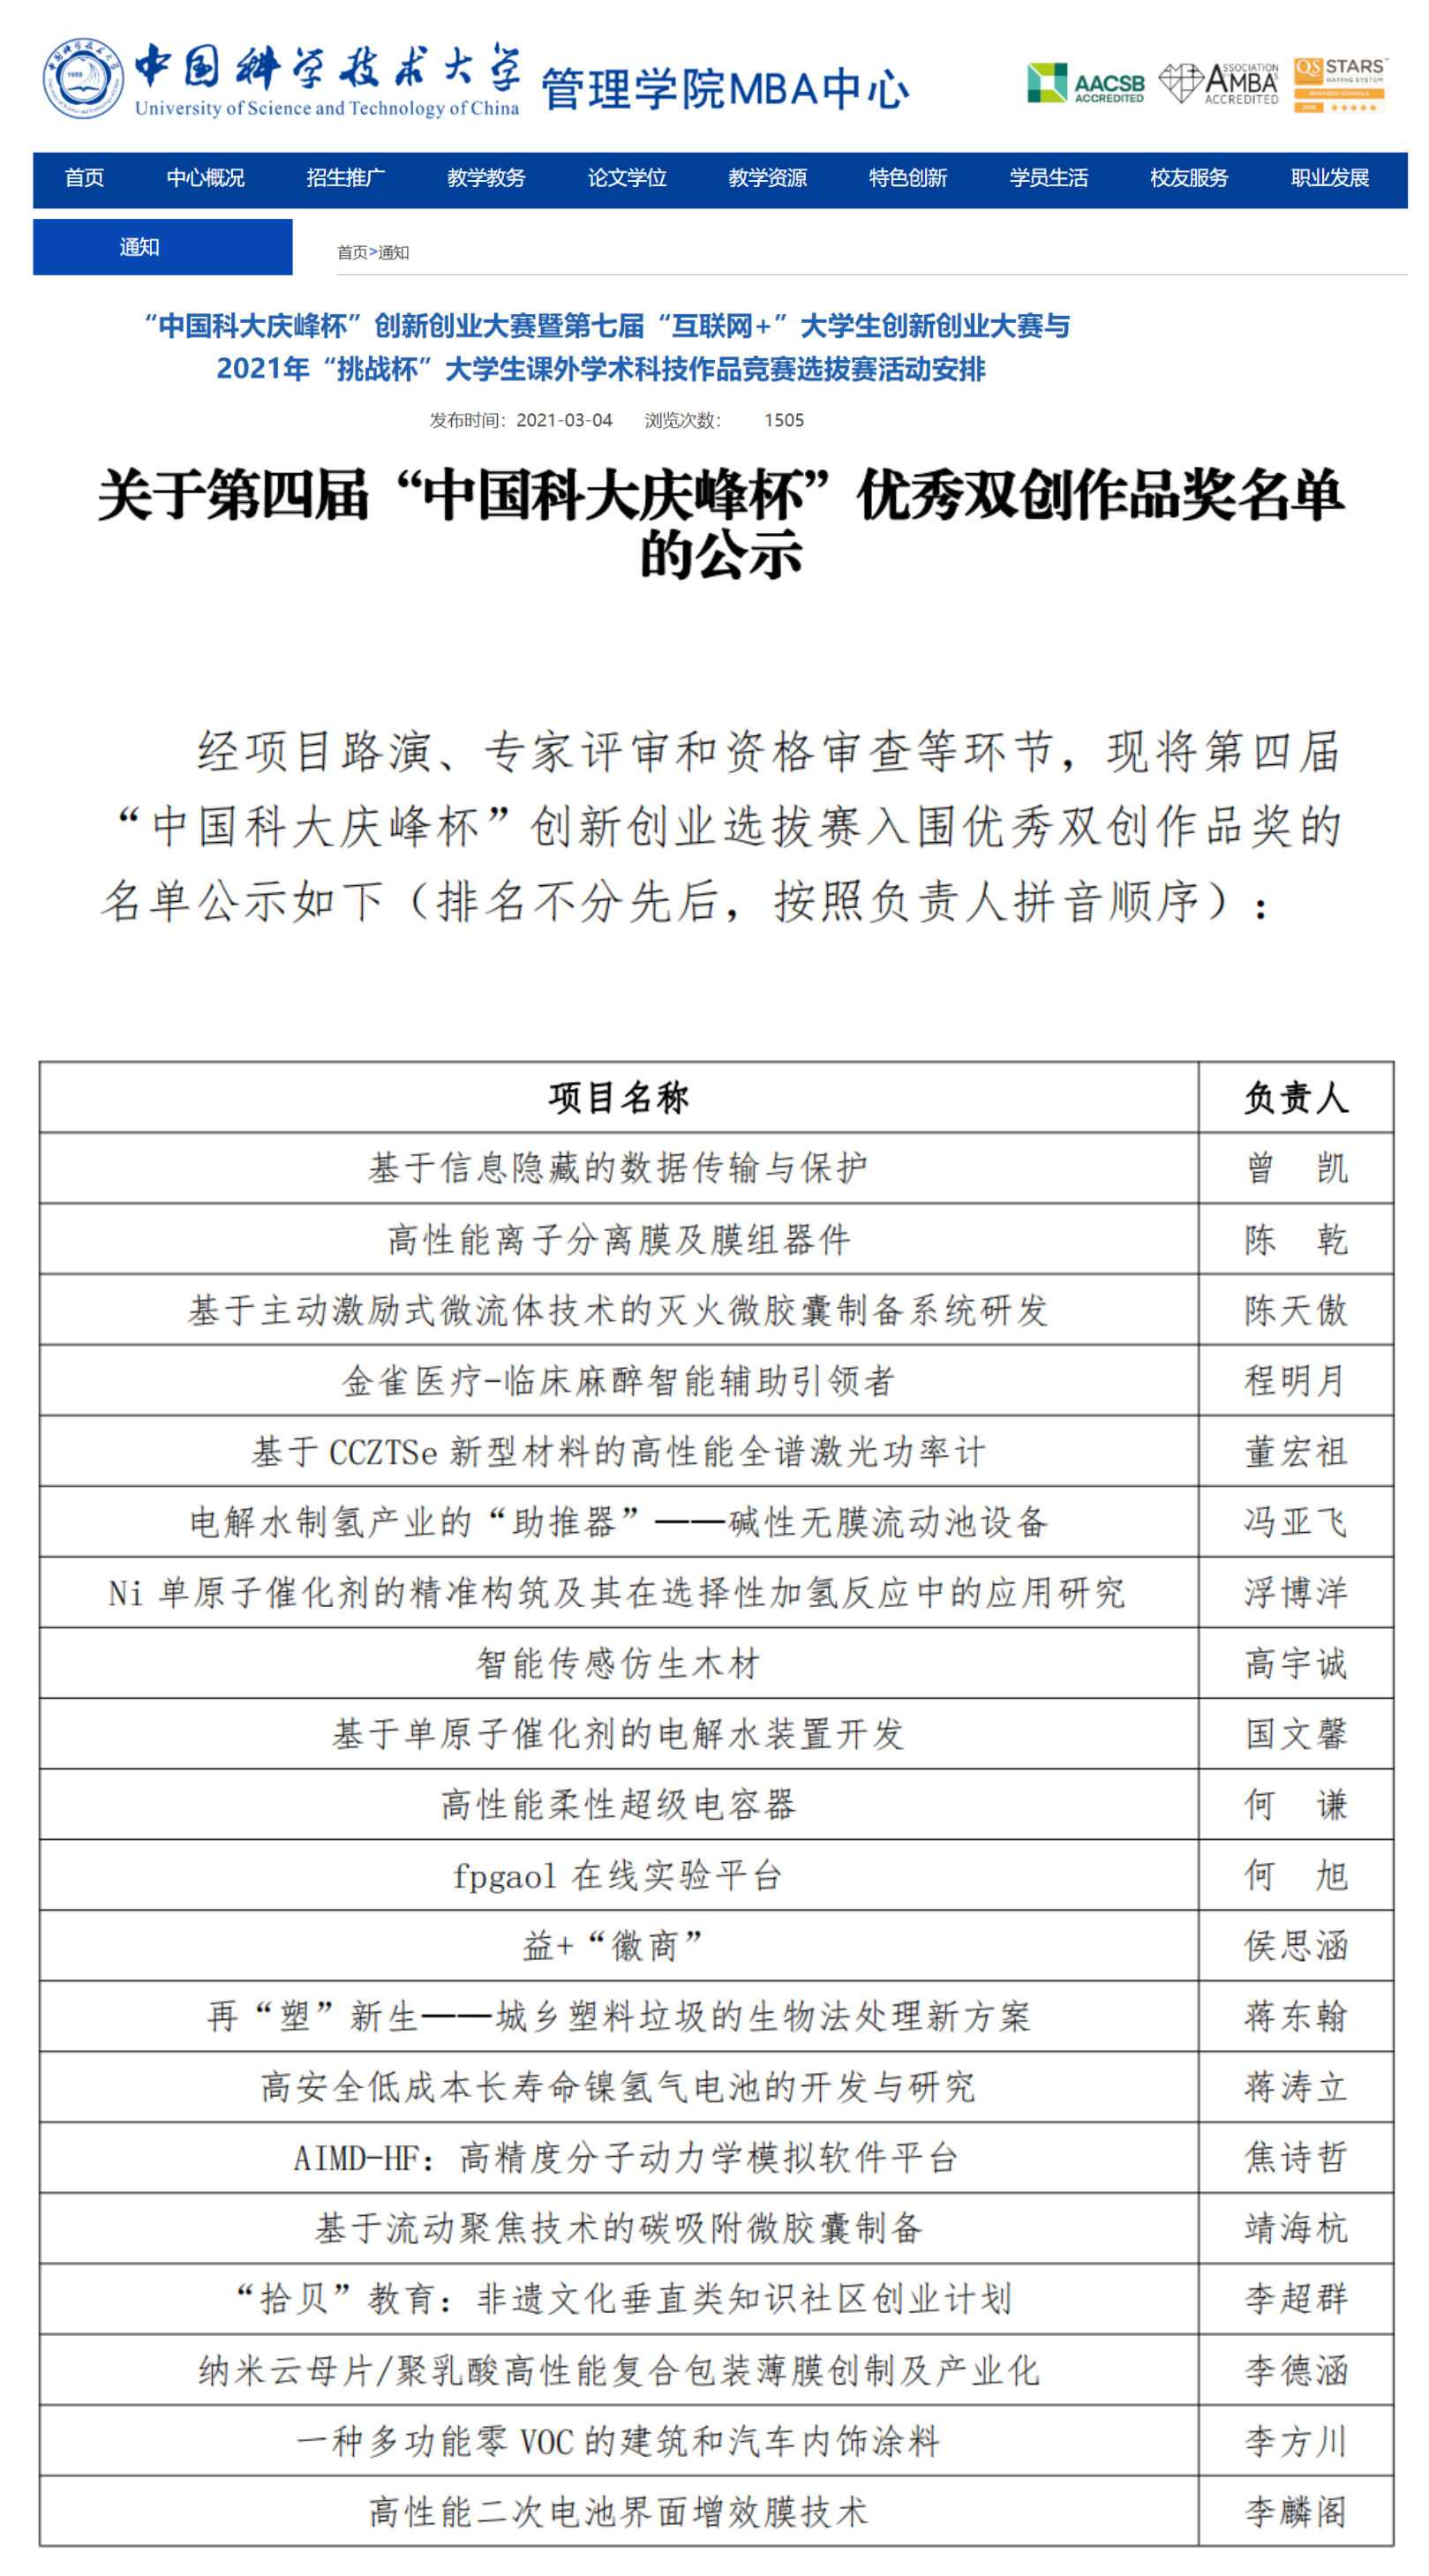 中国科学技术大学
University of Science and Technology of China
管理学院MBA中心
1958
AACSB
ACCREDITED
ASSOCIATION
AMBA'S
ACCREDITED
QS STARS™
RATING SYSTEM
BUSINESS SCHOOLS
首页 中心概况 招生推广 教学教务 论文学位 教学资源 特色创新 学员生活 校友服务 职业发展
通知
首页>通知
“中国科大庆峰杯”创新创业大赛暨第七届“互联网+”大学生创新创业大赛与
2021年“挑战杯”大学生课外学术科技作品竞赛选拔赛活动安排
发布时间：2021-03-04 浏览次数： 1505
关于第四届“中国科大庆峰杯”优秀双创作品奖名单
的公示
经项目路演、专家评审和资格审查等环节，现将第四届
“中国科大庆峰杯”创新创业选拔赛入围优秀双创作品奖的
名单公示如下（排名不分先后，按照负责人拼音顺序）：
项目名称 负责人
基于信息隐藏的数据传输与保护 曾 凯
高性能离子分离膜及膜组器件 陈 乾
基于主动激励式微流体技术的灭火微胶囊制备系统研发 陈天傲
金雀医疗-临床麻醉智能辅助引领者 程明月
基于 CCZTSe 新型材料的高性能全谱激光功率计 董宏祖
电解水制氢产业的“助推器”——碱性无膜流动池设备 冯亚飞
Ni 单原子催化剂的精准构筑及其在选择性加氢反应中的应用研究 浮博洋
智能传感仿生木材 高宇诚
基于单原子催化剂的电解水装置开发 国文馨
高性能柔性超级电容器 何 谦
fpgaol 在线实验平台 何 旭
益+“徽商” 侯思涵
再“塑”新生——城乡塑料垃圾的生物法处理新方案 蒋东翰
高安全低成本长寿命镍氢气电池的开发与研究 蒋涛立
AIMD-HF：高精度分子动力学模拟软件平台 焦诗哲
基于流动聚焦技术的碳吸附微胶囊制备 靖海杭
“拾贝”教育：非遗文化垂直类知识社区创业计划 李超群
纳米云母片/聚乳酸高性能复合包装薄膜创制及产业化 李德涵
一种多功能零 VOC 的建筑和汽车内饰涂料 李方川
高性能二次电池界面增效膜技术 李麟阁